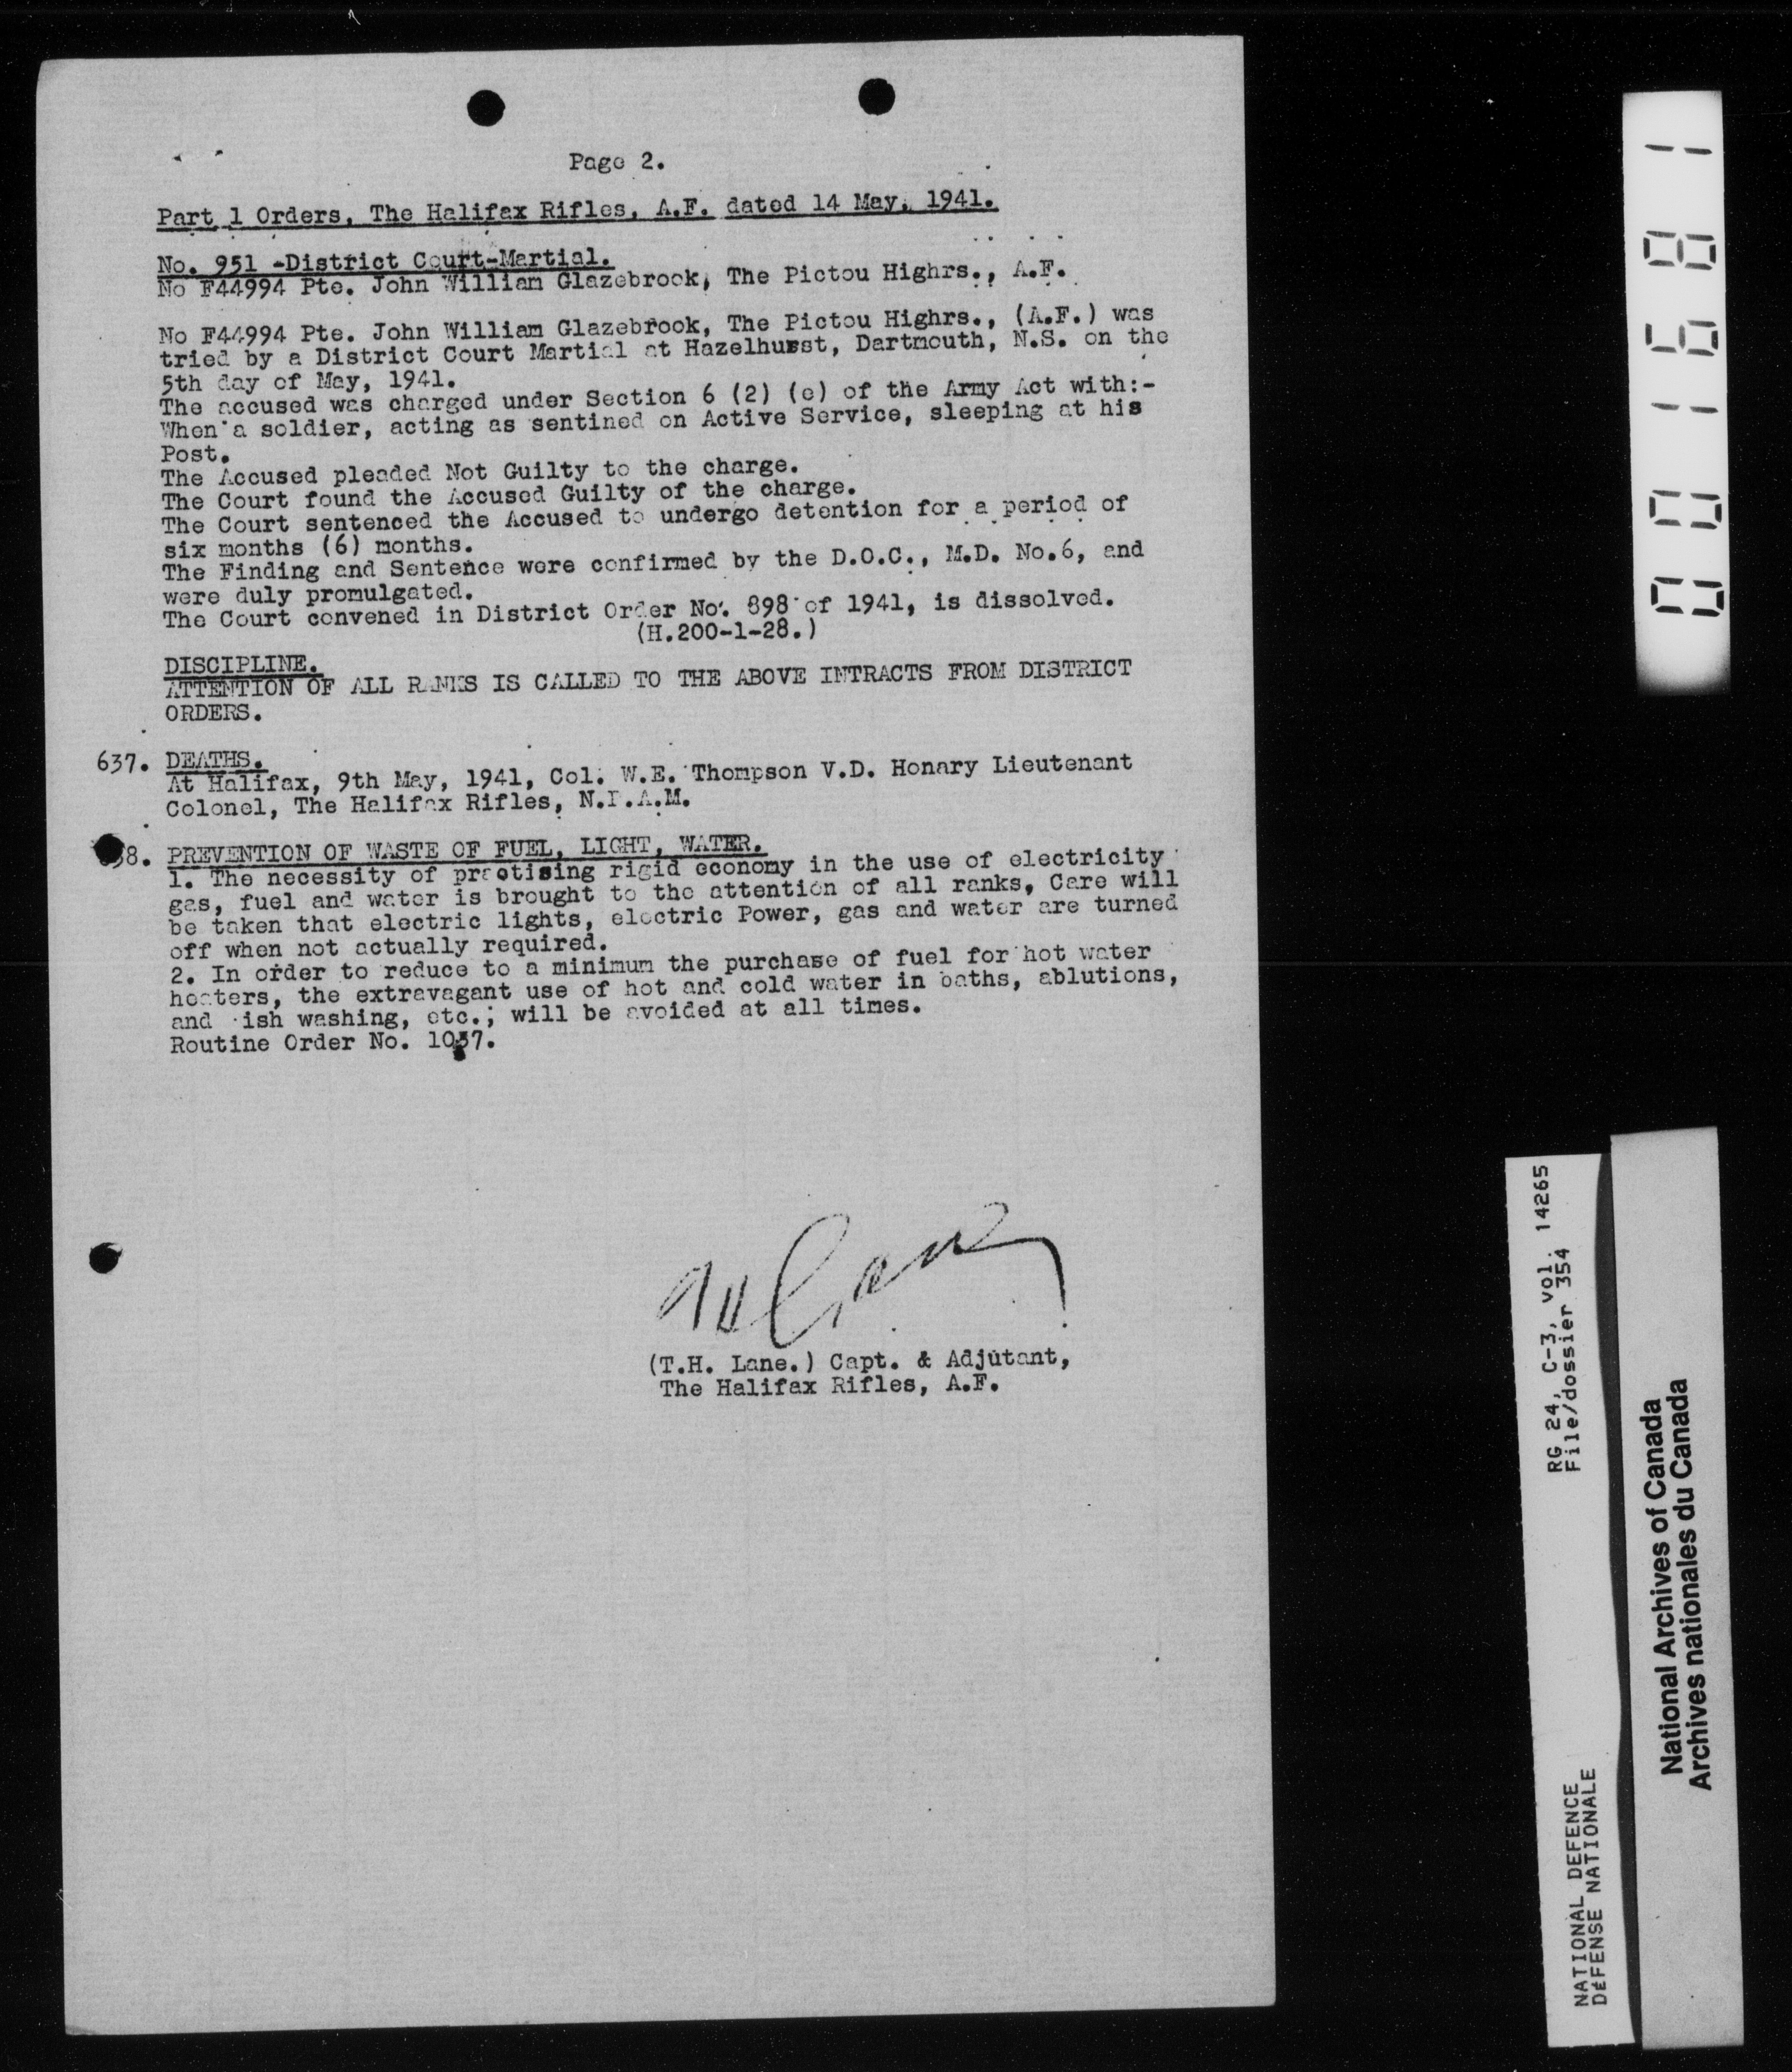 Page 2.
Part 1 Orders, The Halifax Rifles, A.F. dated 14 May, 1941.
No. 951 -District Court-Martial.
No F44994 Pte. John William Glazebrook, The Pictou Highrs., A.F.
No F44994 Pte. John William Glazebrook, The Pictou Highrs., (A.F.) was
tried by a District Court Martial at Hazelhurst, Dartmouth, N.S. on the
5th day of May, 1941.
The accused was charged under Section 6 (2) (e) of the Army Act with:-
When a soldier, acting as sentined on Active Service, sleeping at his
Post.
The Accused pleaded Not Guilty to the charge.
The Court found the Accused Guilty of the charge.
The Court sentenced the Accused to undergo detention for a period of
six months (6) months.
The Finding and Sentence were confirmed by the D.O.C., M.D. No.6, and
were duly promulgated.
The Court convened in District Order No. 898 of 1941, is dissolved.
(H.200-1-28.)
DISCIPLINE.
ATTENTION OF ALL RANKS IS CALLED TO THE ABOVE INTRACTS FROM DISTRICT
ORDERS.
637. DEATHS.
At Halifax, 9th May, 1941, Col. W.E. Thompson V.D. Honary Lieutenant
Colonel, The Halifax Rifles, N.P.A.M.
38. PREVENTION OF WASTE OF FUEL, LIGHT, WATER.
1. The necessity of practising rigid economy in the use of electricity
gas, fuel and water is brought to the attention of all ranks, Care will
be taken that electric lights, electric Power, gas and water are turned
off when not actually required.
2. In order to reduce to a minimum the purchase of fuel for hot water
heaters, the extravagant use of hot and cold water in baths, ablutions,
and ish washing, etc.; will be avoided at all times.
Routine Order No. 1037.
(T.H. Lane.) Capt. & Adjutant,
The Halifax Rifles, A.F.
001681
RG 24, C-3, vol. 14265
File/dossier 354
NATIONAL DEFENCE
DÉFENSE NATIONALE
National Archives of Canada
Archives nationales du Canada